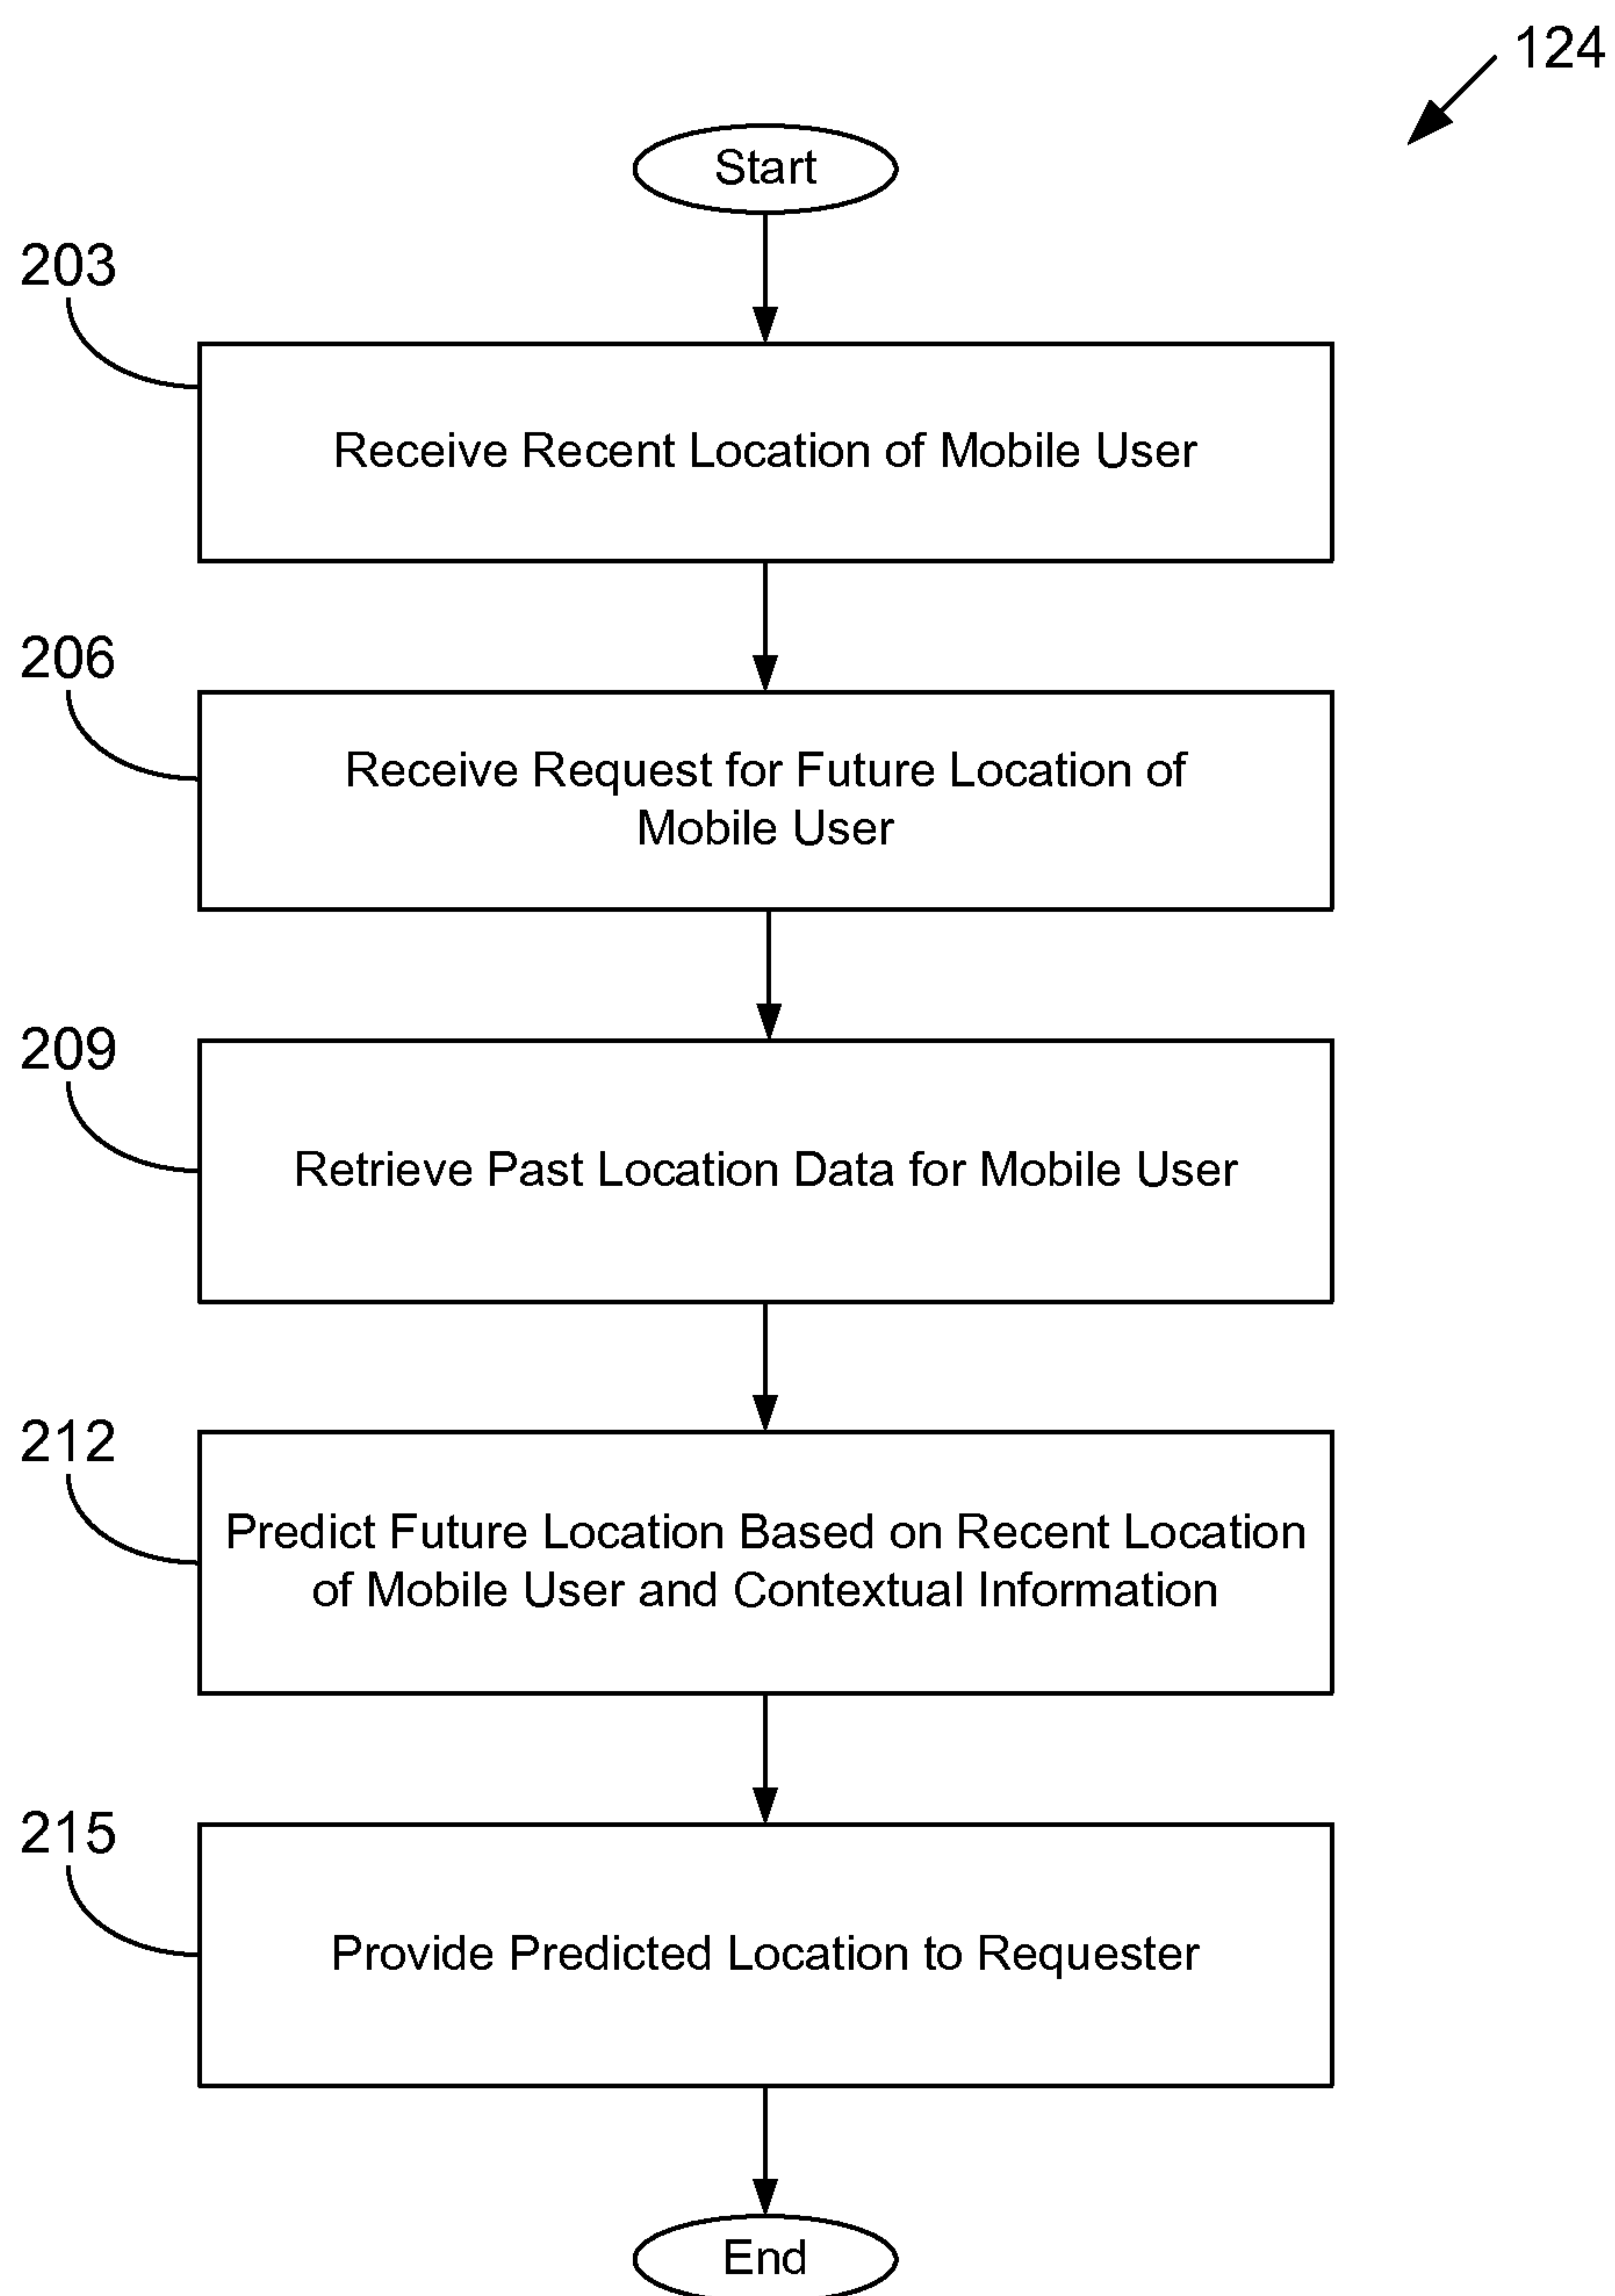 124
Start
203
Receive Recent Location of Mobile User
206
Receive Request for Future Location of
Mobile User
209
Retrieve Past Location Data for Mobile User
212
Predict Future Location Based on Recent Location
of Mobile User and Contextual Information
215
Provide Predicted Location to Requester
End